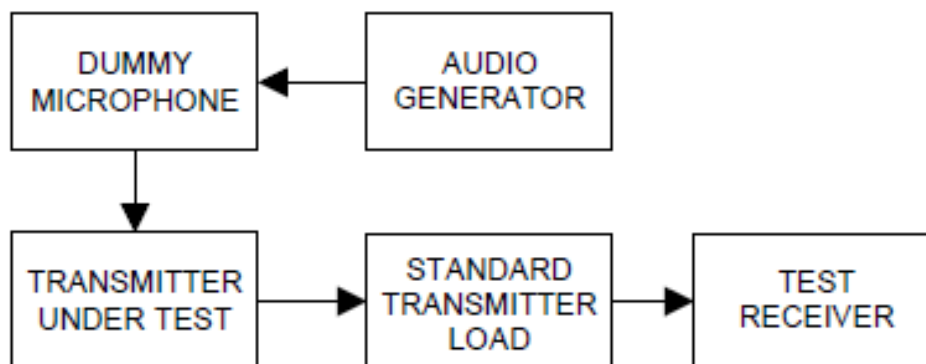 DUMMY
MICROPHONE
AUDIO
GENERATOR
TRANSMITTER
UNDER TEST
STANDARD
TRANSMITTER
LOAD
TEST
RECEIVER